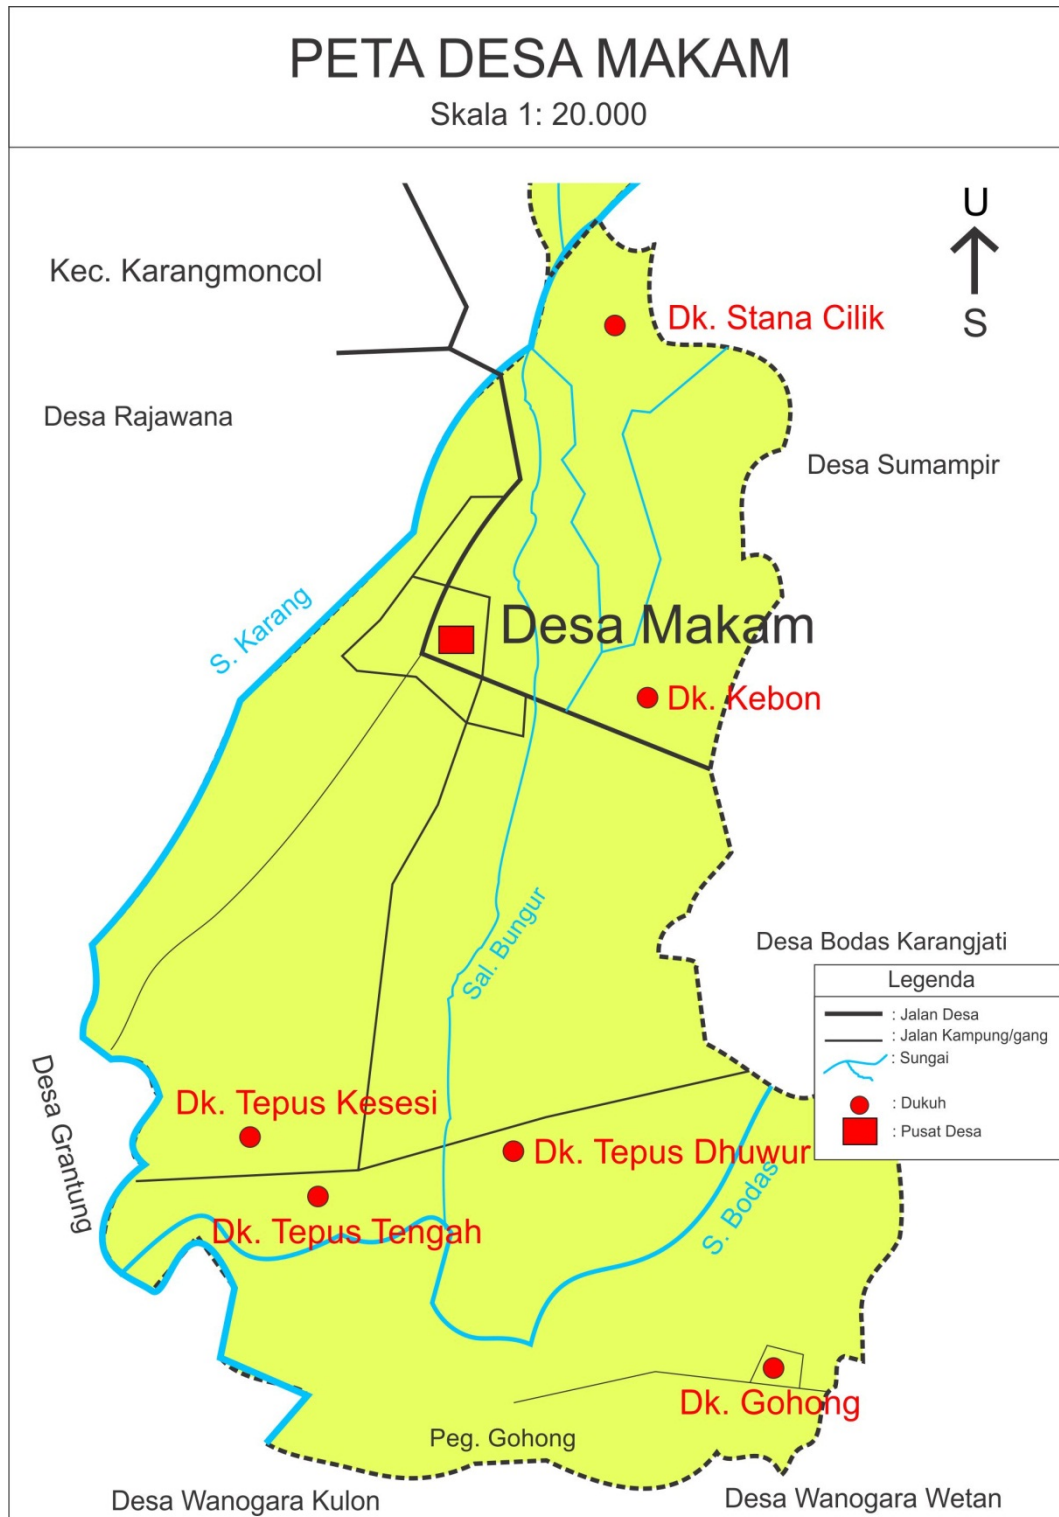 PETA DESA MAKAM
Skala 1: 20.000
U
S
Kec. Karangmoncol
Dk. Stana Cilik
Desa Rajawana
Desa Sumampir
S. Karang
Desa Makam
Dk. Kebon
Sal. Bungur
Desa Bodas Karangjati
Legenda
: Jalan Desa
: Jalan Kampung/gang
: Sungai
: Dukuh
: Pusat Desa
Desa Grantung
Dk. Tepus Kesesi
Dk. Tepus Dhuwur
Dk. Tepus Tengah
S. Bodas
Dk. Gohong
Peg. Gohong
Desa Wanogara Kulon
Desa Wanogara Wetan